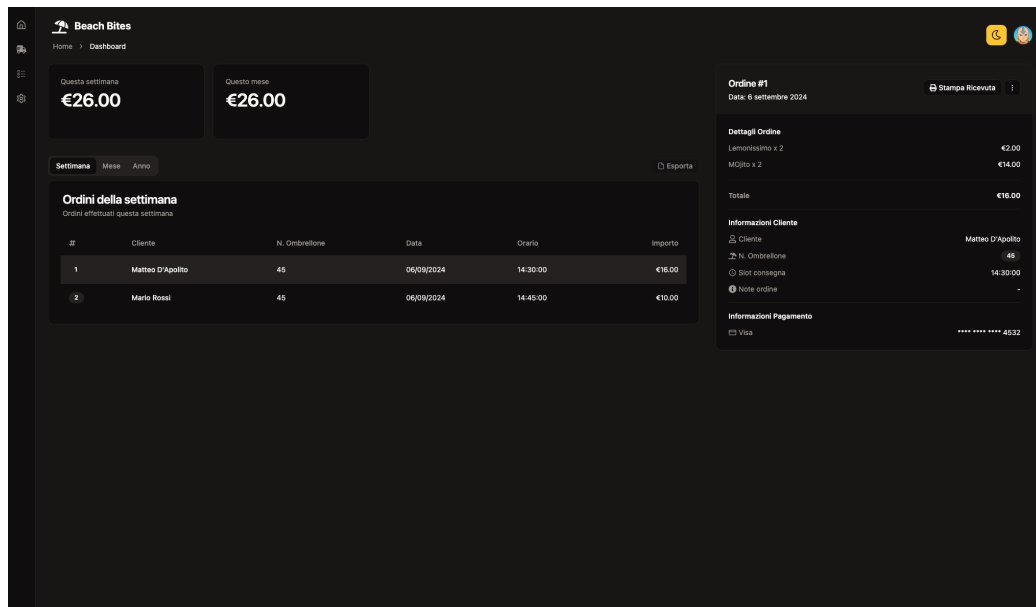 Beach Bites
Home > Dashboard
Questa settimana
€26.00
Questo mese
€26.00
Settimana Mese Anno
Esporta
Ordini della settimana
Ordini effettuati questa settimana
# Cliente N. Ombrellone Data Orario Importo
1 Matteo D'Apolito 45 06/09/2024 14:30:00 €16.00
2 Mario Rossi 45 06/09/2024 14:45:00 €10.00
Ordine #1
Data: 6 settembre 2024
Stampa Ricevuta
Dettagli Ordine
Lemonissimo x 2 €2.00
MOjito x 2 €14.00
Totale €16.00
Informazioni Cliente
Cliente Matteo D'Apolito
N. Ombrellone 45
Slot consegna 14:30:00
Note ordine -
Informazioni Pagamento
Visa •••• •••• •••• 4532